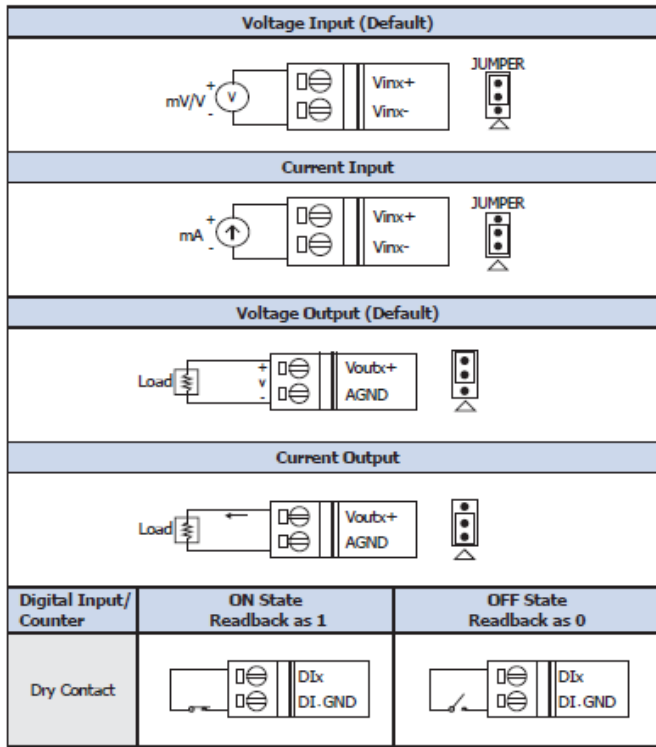 Voltage Input (Default)
JUMPER
mV/V
+
-
V
Vinx+
Vinx-
Current Input
JUMPER
mA
+
-
Vinx+
Vinx-
Voltage Output (Default)
Load
+
v
-
Voutx+
AGND
Current Output
Load
Voutx+
AGND
Digital Input/
Counter
ON State
Readback as 1
OFF State
Readback as 0
Dry Contact
DIx
DI.GND
DIx
DI.GND